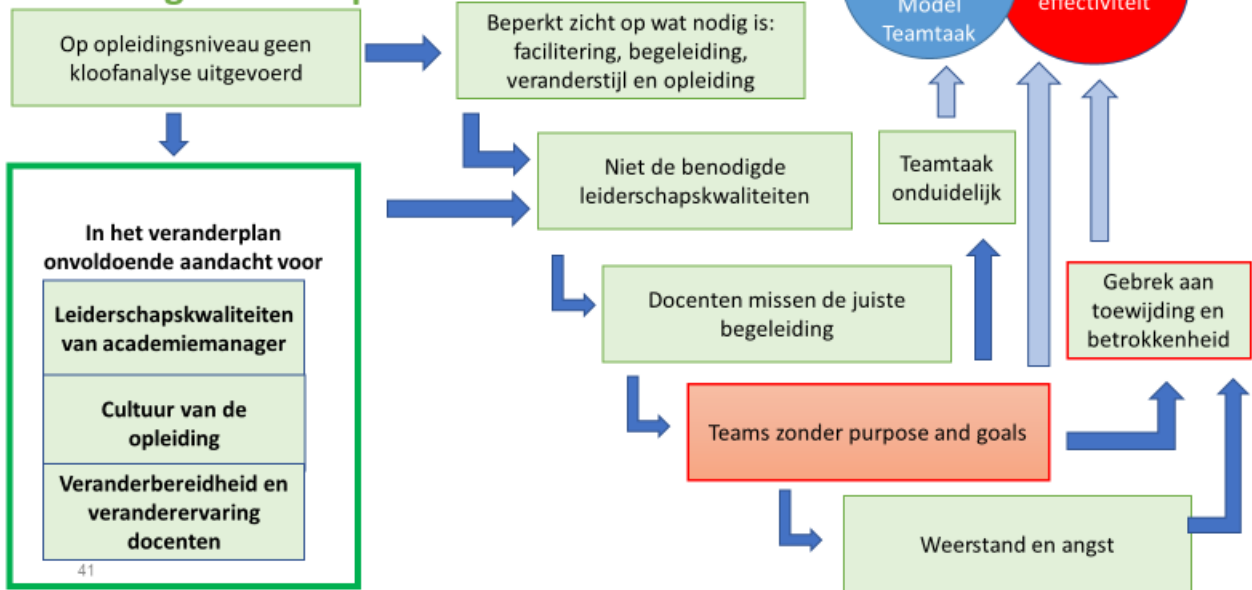 Op opleidingsniveau geen
kloofanalyse uitgevoerd
Beperkt zicht op wat nodig is:
facilitering, begeleiding,
veranderstijl en opleiding
Model
Teamtaak
effectiviteit
Niet de benodigde
leiderschapskwaliteiten
Teamtaak
onduidelijk
In het veranderplan
onvoldoende aandacht voor
Leiderschapskwaliteiten
van academiemanager
Cultuur van de
opleiding
Veranderbereidheid en
veranderervaring
docenten
41
Docenten missen de juiste
begeleiding
Gebrek aan
toewijding en
betrokkenheid
Teams zonder purpose and goals
Weerstand en angst